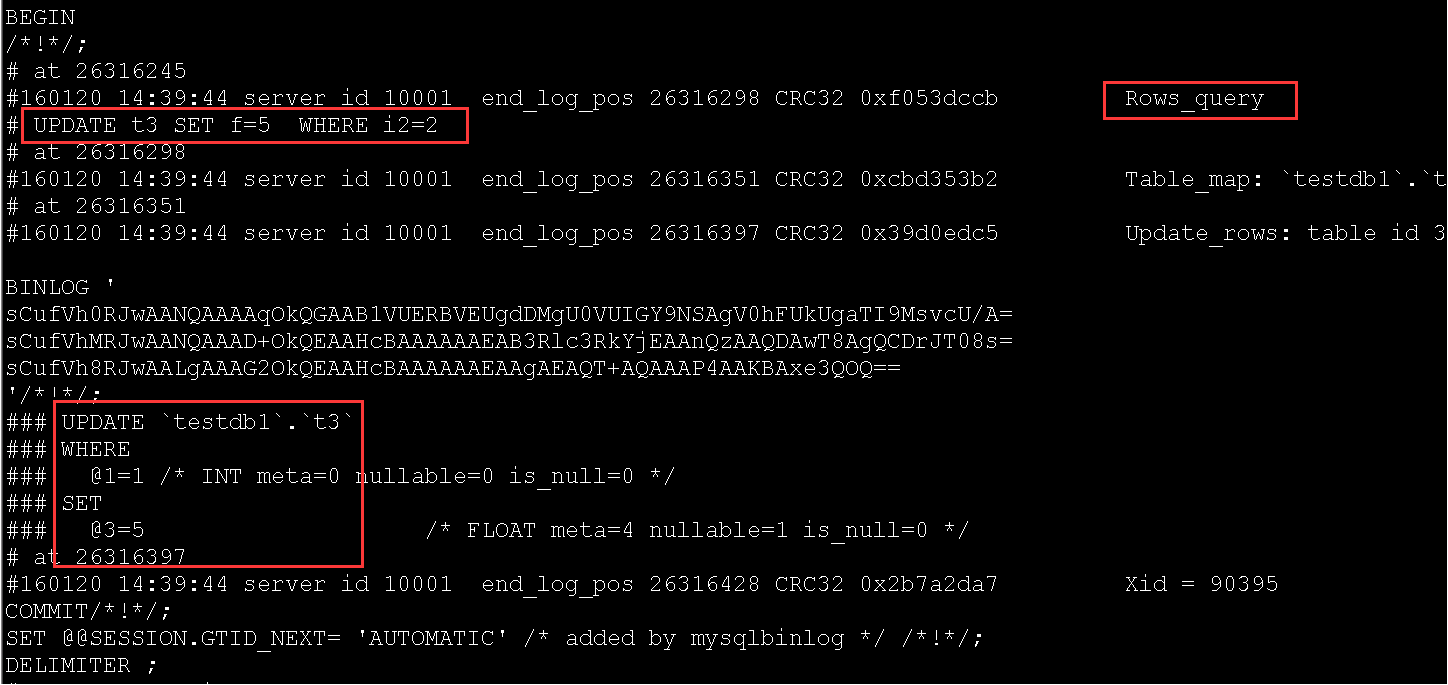 BEGIN
/*!*/;
# at 26316245
#160120 14:39:44 server id 10001  end_log_pos 26316298 CRC32 0xf053dccb         Rows_query
# UPDATE t3 SET f=5  WHERE i2=2
# at 26316298
#160120 14:39:44 server id 10001  end_log_pos 26316351 CRC32 0xcbd353b2         Table_map: `testdb1`.`t
# at 26316351
#160120 14:39:44 server id 10001  end_log_pos 26316397 CRC32 0x39d0edc5         Update_rows: table id 3
BINLOG '
sCufVh0RJwAANQAAAAqOkQGAAB1VUERBVEUgdDMgU0VUIGY9NSAgV0hFUkUgaTI9MsvcU/A=
sCufVhMRJwAANQAAAD+OkQEAAHcBAAAAAAEAB3Rlc3RkYjEAAnQzAAQDAwT8AgQCDrJT08s=
sCufVh8RJwAALgAAAG2OkQEAAHcBAAAAAAEAAgAEAQT+AQAAAP4AAKBAxe3QOQ==
'/*!*/;
### UPDATE `testdb1`.`t3`
### WHERE
###   @1=1 /* INT meta=0 nullable=0 is_null=0 */
### SET
###   @3=5                    /* FLOAT meta=4 nullable=1 is_null=0 */
# at 26316397
#160120 14:39:44 server id 10001  end_log_pos 26316428 CRC32 0x2b7a2da7         Xid = 90395
COMMIT/*!*/;
SET @@SESSION.GTID_NEXT= 'AUTOMATIC' /* added by mysqlbinlog */ /*!*/;
DELIMITER ;